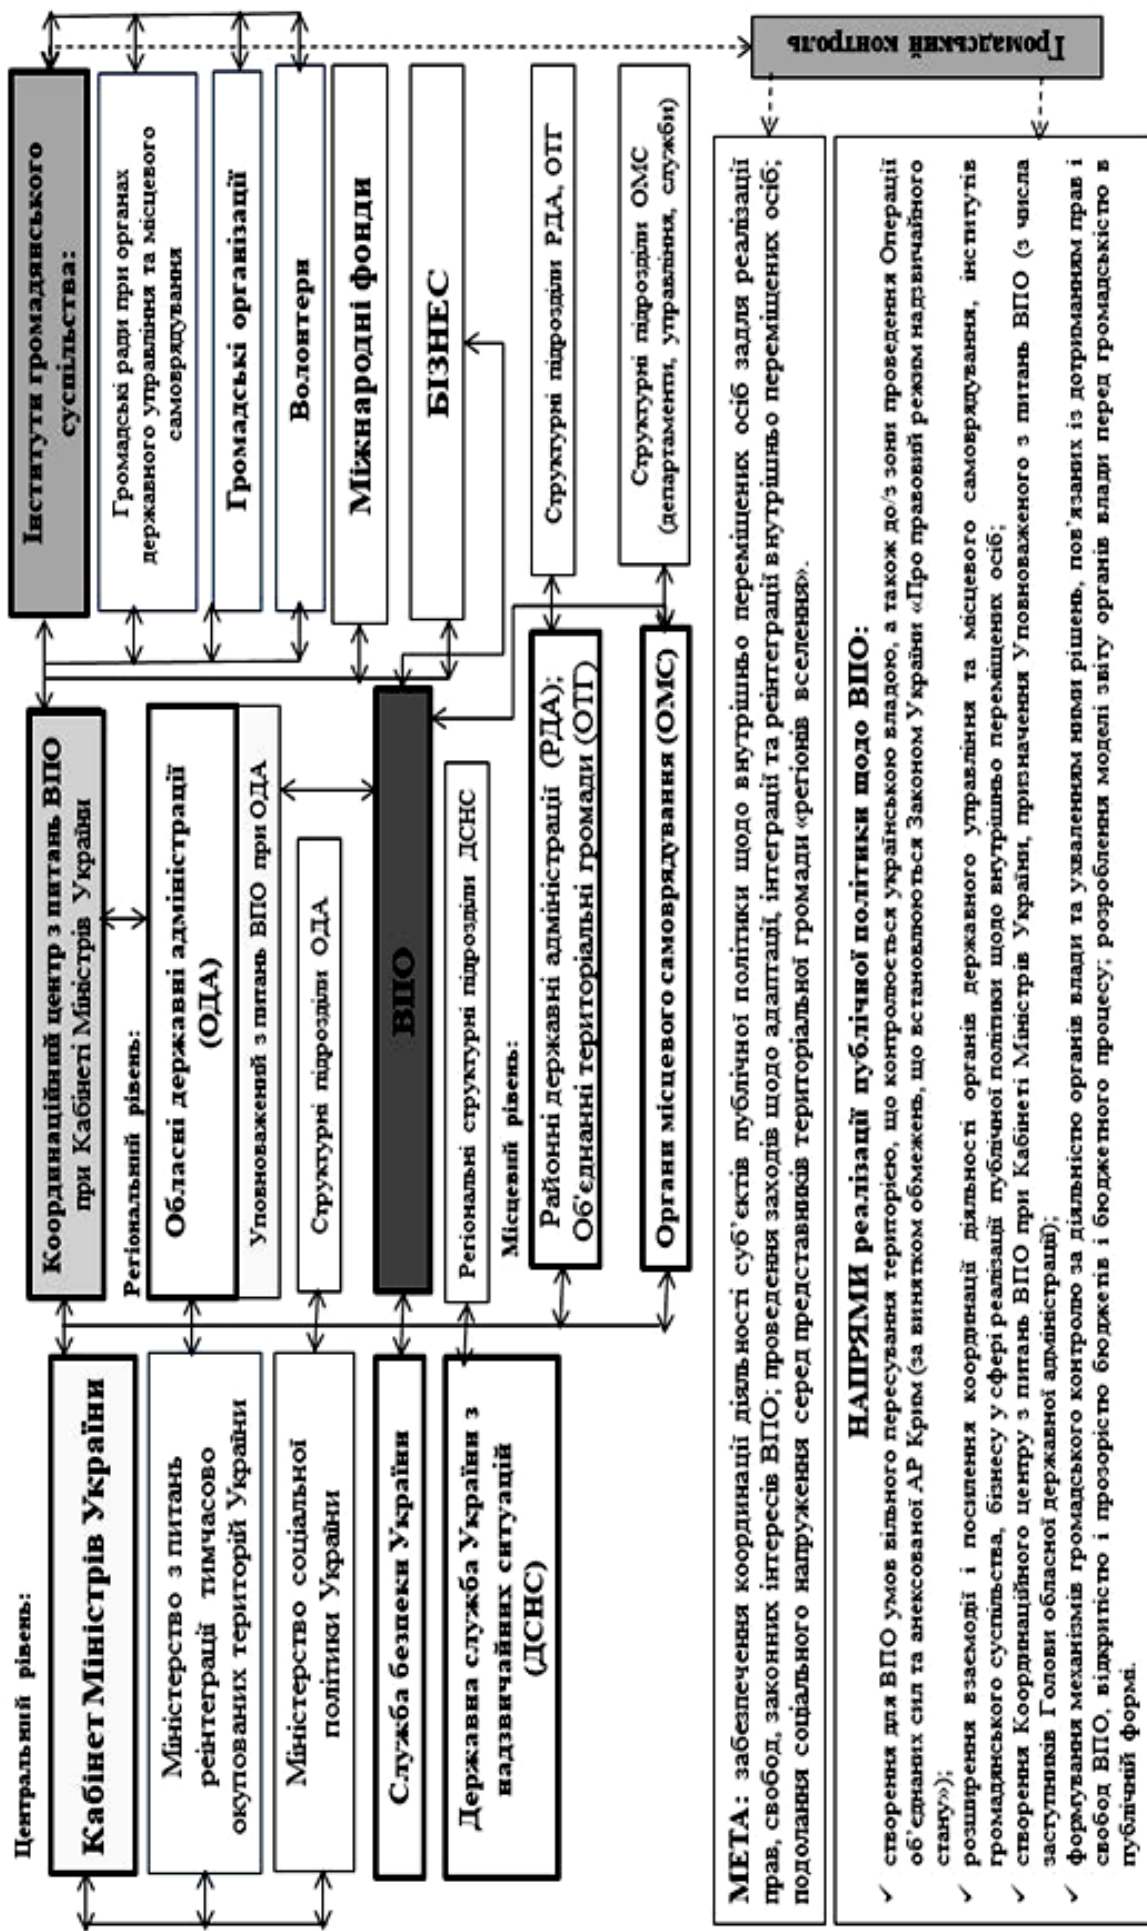 Центральний рівень:
Кабінет Міністрів України
Міністерство з питань
реінтеграції тимчасово
окупованих територій України
Міністерство соціальної
політики України
Служба безпеки України
Державна служба України з
надзвичайних ситуацій
(ДСНС)
Координаційний центр з питань ВПО
при Кабінеті Міністрів України
Регіональний рівень:
Обласні державні адміністрації
(ОДА)
Уповноважений з питань ВПО при ОДА
Структурні підрозділи ОДА
ВПО
Регіональні структурні підрозділи ДСНС
Місцевий рівень:
Районні державні адміністрації (РДА);
Об'єднанні територіальні громади (ОТГ)
Органи місцевого самоврядування (ОМС)
Інститути громадянського
суспільства:
Громадські ради при органах
державного управління та місцевого
самоврядування
Громадські організації
Волонтери
Міжнародні фонди
БІЗНЕС
Структурні підрозділи РДА, ОТГ
Структурні підрозділи ОМС
(департаменти, управління, служби)
Громадський контроль
МЕТА: забезпечення координації діяльності суб'єктів публічної політики щодо внутрішньо переміщених осіб задля реалізації
прав, свобод, законних інтересів ВПО; проведення заходів щодо адаптації, інтеграції та реінтеграції внутрішньо переміщених осіб;
подолання соціального напруження серед представників територіальної громади «регіонів вселення».
НАПРЯМИ реалізації публічної політики щодо ВПО:
✓ створення для ВПО умов вільного пересування територією, що контролюється українською владою, а також до/з зони проведення Операції
об'єднаних сил та анексованої АР Крим (за винятком обмежень, що встановлюються Законом України «Про правовий режим надзвичайного
стану»);
✓ розширення взаємодії і посилення координації діяльності органів державного управління та місцевого самоврядування, інститутів
громадянського суспільства, бізнесу у сфері реалізації публічної політики щодо внутрішньо переміщених осіб;
✓ створення Координаційного центру з питань ВПО при Кабінеті Міністрів України, призначення Уповноваженого з питань ВПО (з числа
заступників Голови обласної державної адміністрації);
✓ формування механізмів громадського контролю за діяльністю органів влади та ухваленням ними рішень, пов'язаних із дотриманням прав і
свобод ВПО, відкритістю і прозорістю бюджетів і бюджетного процесу; розроблення моделі звіту органів влади перед громадськістю в
публічній формі.